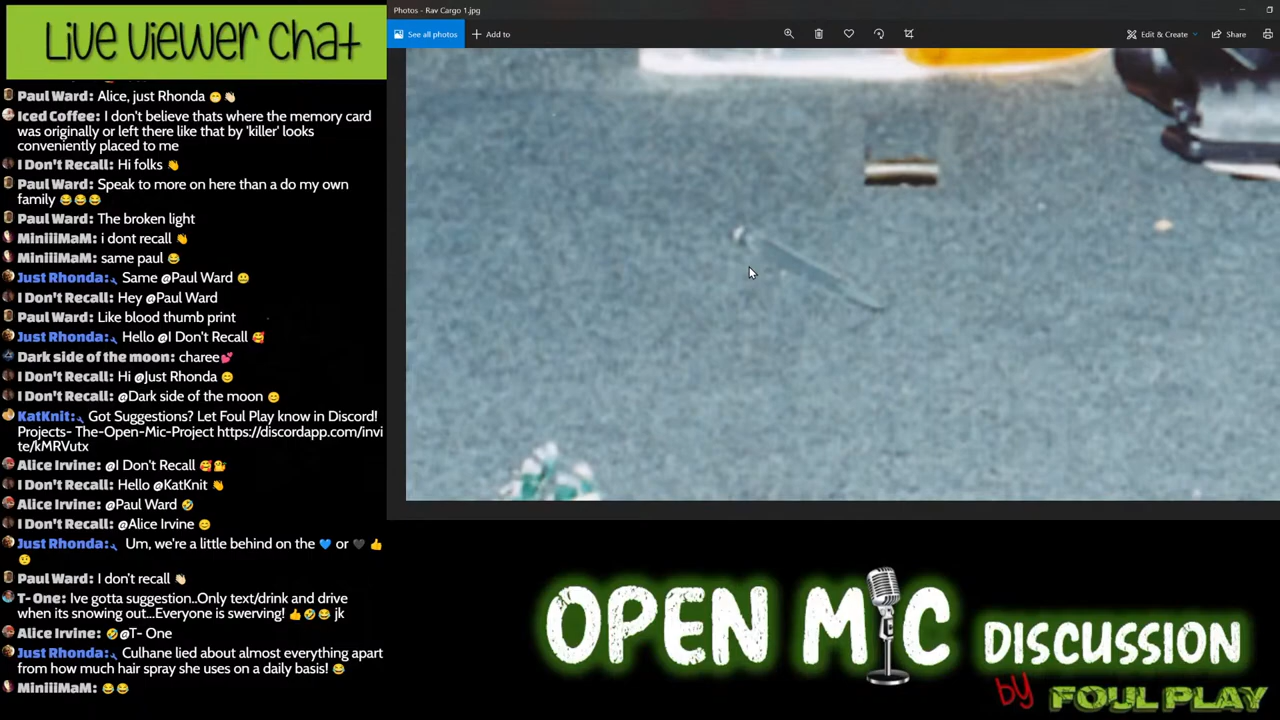 Live viewer chat
Paul Ward: Alice, just Rhonda 😁👏🏻
Iced Coffee: I don't believe thats where the memory card
was originally or left there like that by 'killer' looks
conveniently placed to me
I Don't Recall: Hi folks 👋
Paul Ward: Speak to more on here than a do my own
family 😂😂😂
Paul Ward: The broken light
MiniiiMaM: i dont recall 👋
MiniiiMaM: same paul 😂
Just Rhonda: Same @Paul Ward 🙂
I Don't Recall: Hey @Paul Ward
Paul Ward: Like blood thumb print
Just Rhonda: Hello @I Don't Recall 🥰
Dark side of the moon: charee💕
I Don't Recall: Hi @Just Rhonda 😊
I Don't Recall: @Dark side of the moon 😊
KatKnit: Got Suggestions? Let Foul Play know in Discord!
Projects- The-Open-Mic-Project https://discordapp.com/invi
te/kMRVutx
Alice Irvine: @I Don't Recall 🥰💁
I Don't Recall: Hello @KatKnit 👋
Alice Irvine: @Paul Ward 🤣
I Don't Recall: @Alice Irvine 😊
Just Rhonda: Um, we're a little behind on the 💙 or 🖤 👍
🤨
Paul Ward: I don't recall 👏🏻
T- One: Ive gotta suggestion..Only text/drink and drive
when its snowing out...Everyone is swerving! 👍🤣😂 jk
Alice Irvine: 🤣@T- One
Just Rhonda: Culhane lied about almost everything apart
from how much hair spray she uses on a daily basis! 😂
MiniiiMaM: 😂😂
Photos - Rav Cargo 1.jpg
See all photos
+ Add to
Edit & Create
Share
OPEN MIC
DISCUSSION
by FOUL PLAY